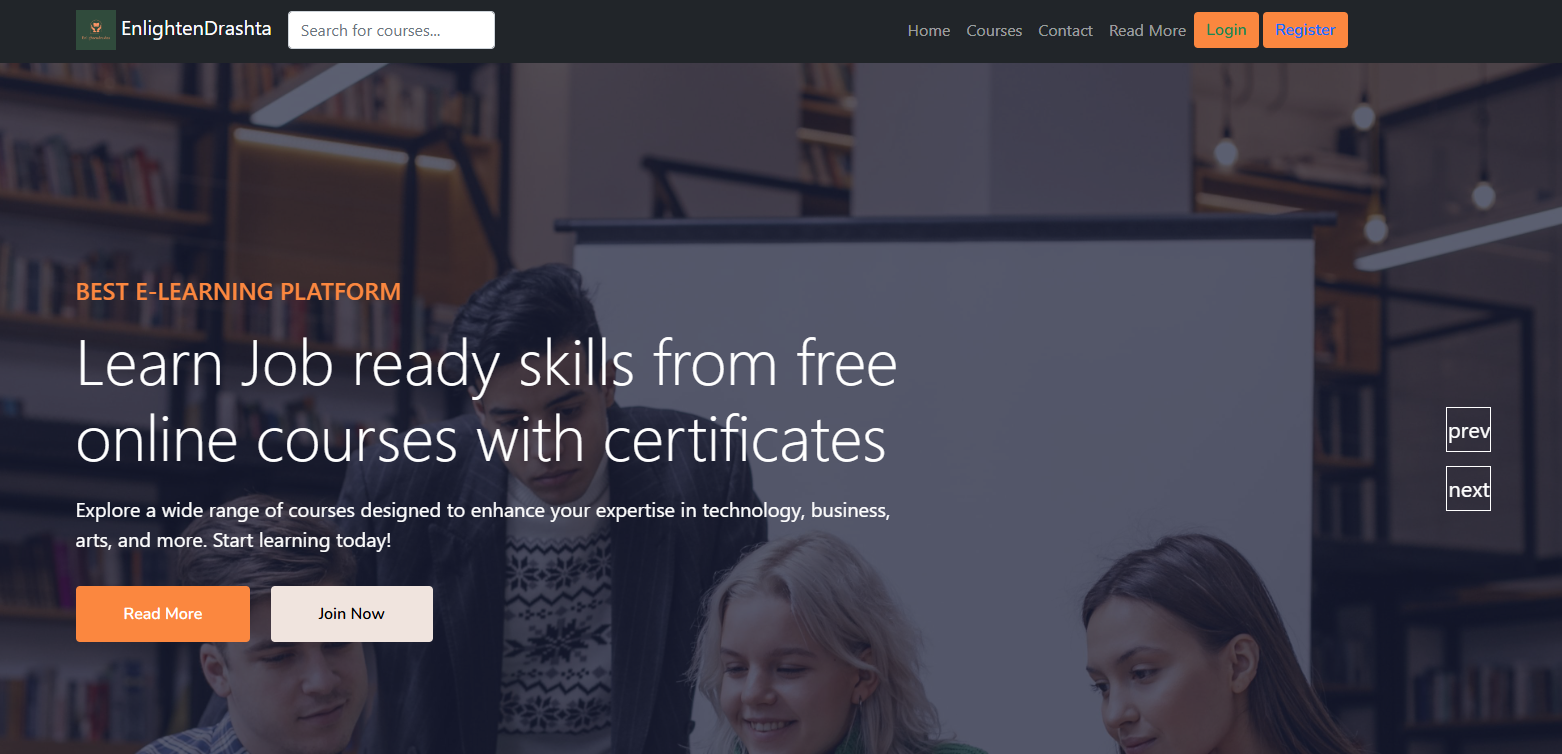 EnlightenDrashta
Search for courses...
Home Courses Contact Read More Login Register
BEST E-LEARNING PLATFORM
Learn Job ready skills from free
online courses with certificates
prev
next
Explore a wide range of courses designed to enhance your expertise in technology, business,
arts, and more. Start learning today!
Read More Join Now